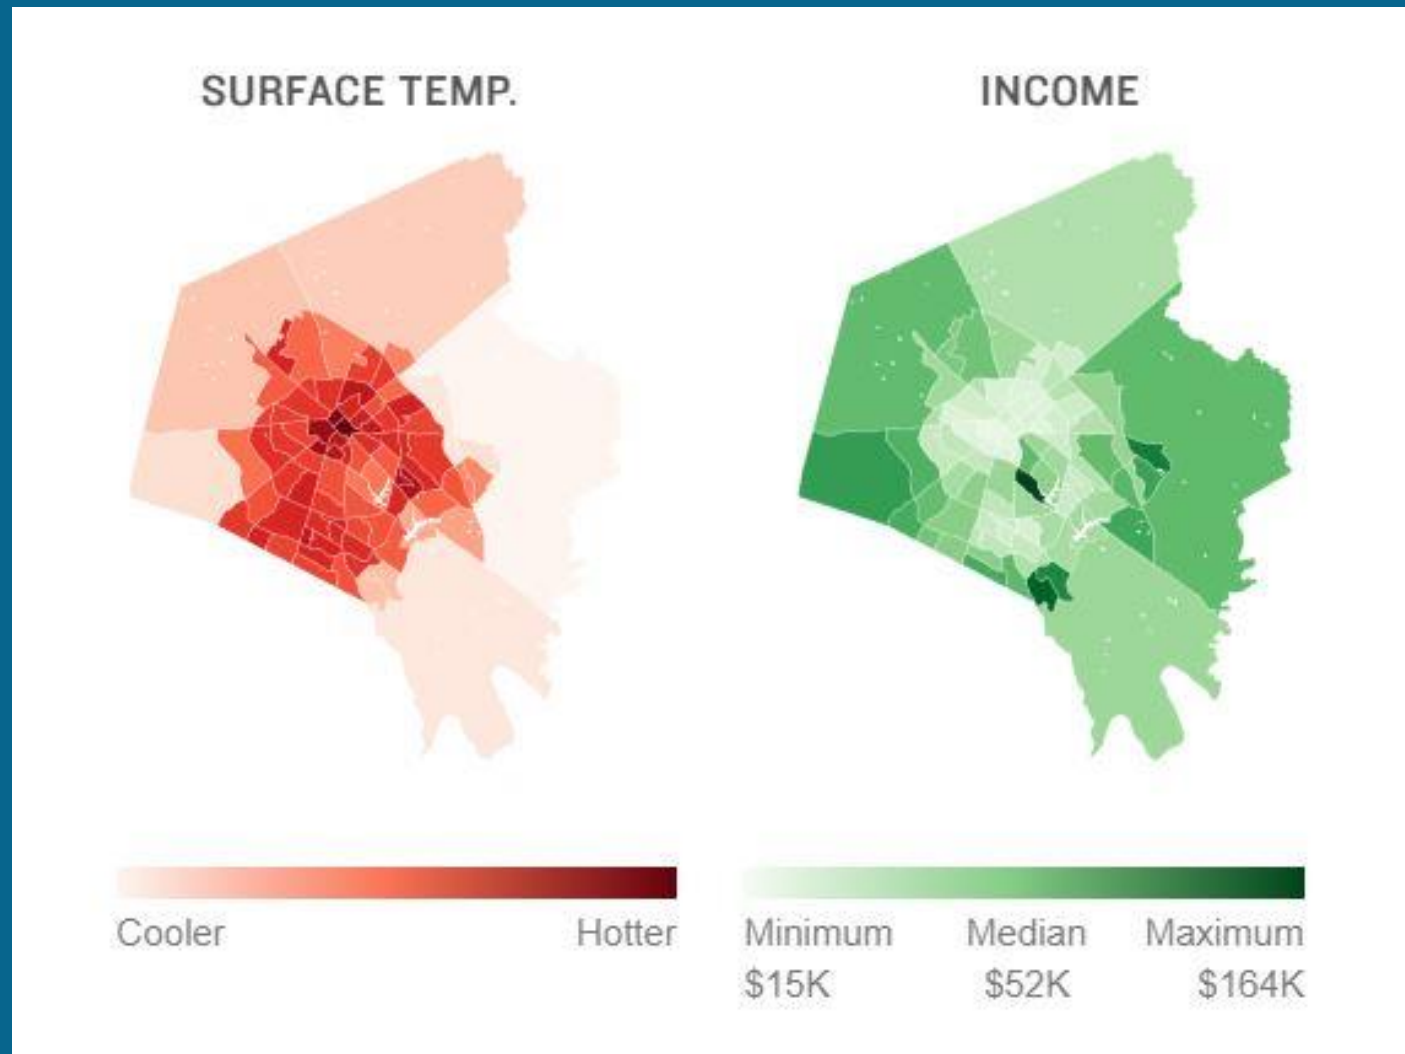 SURFACE TEMP.
INCOME
Cooler
Hotter
Minimum
Median
Maximum
$15K
$52K
$164K